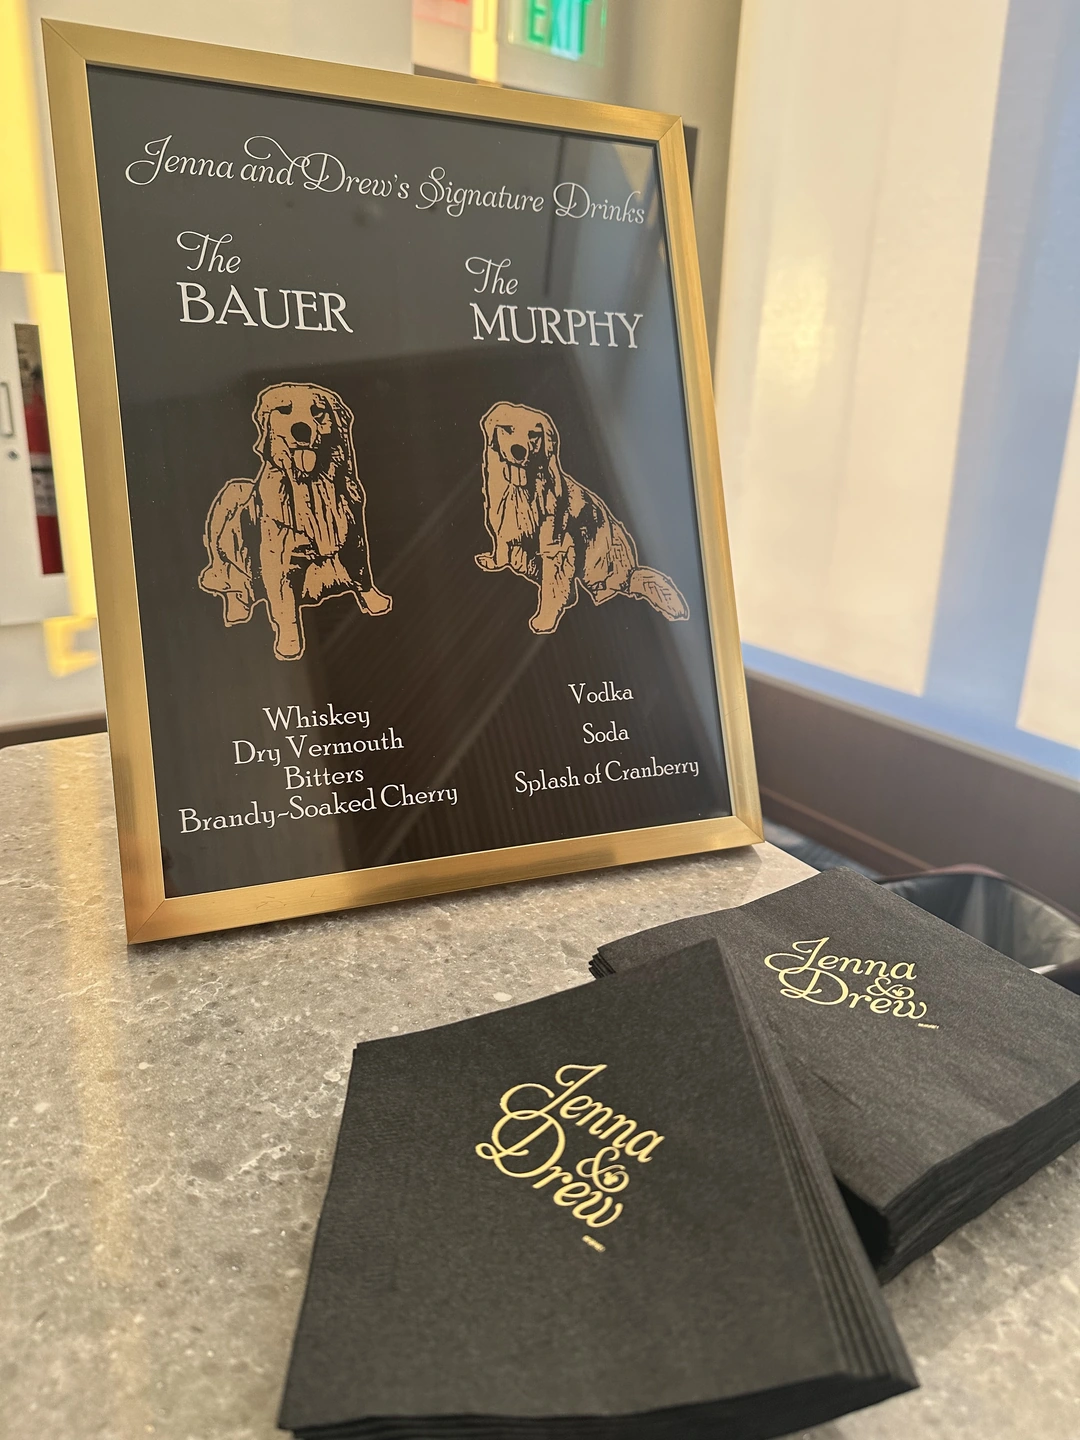 EXIT
Jenna and Drew's Signature Drinks
The
BAUER
The
MURPHY
Whiskey
Dry Vermouth
Bitters
Brandy~Soaked Cherry
Vodka
Soda
Splash of Cranberry
Jenna
&
Drew
Jenna
&
Drew